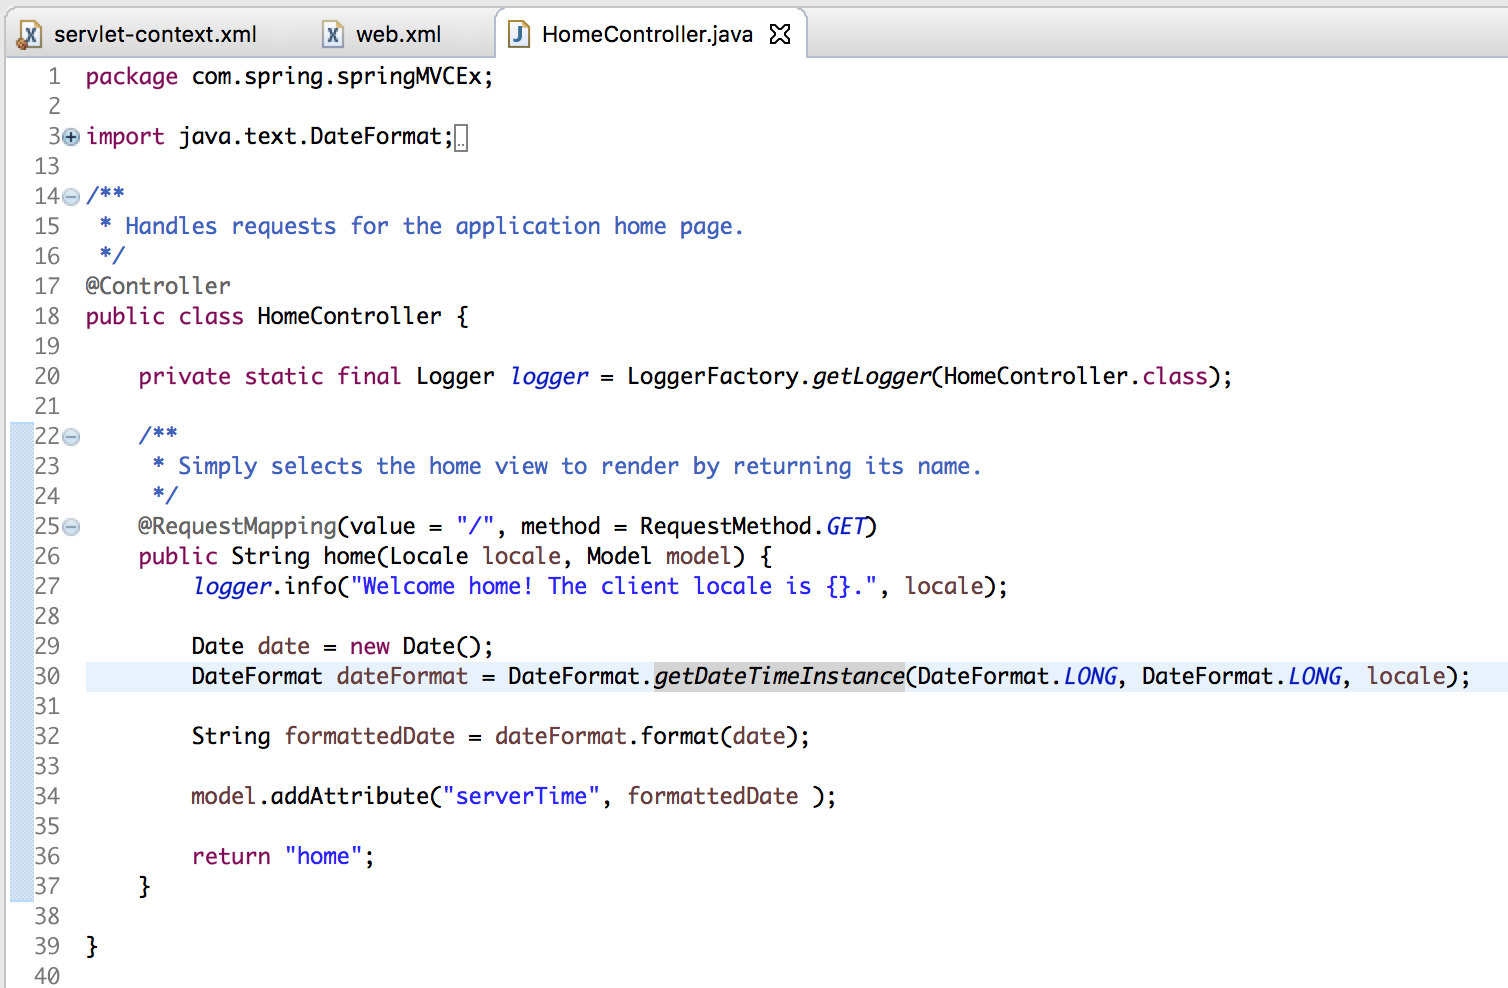 servlet-context.xml web.xml HomeController.java
1 package com.spring.springMVCEx;
2
3 import java.text.DateFormat;
13
14 /**
15  * Handles requests for the application home page.
16  */
17 @Controller
18 public class HomeController {
19
20     private static final Logger logger = LoggerFactory.getLogger(HomeController.class);
21
22     /**
23      * Simply selects the home view to render by returning its name.
24      */
25     @RequestMapping(value = "/", method = RequestMethod.GET)
26     public String home(Locale locale, Model model) {
27         logger.info("Welcome home! The client locale is {}.", locale);
28
29         Date date = new Date();
30         DateFormat dateFormat = DateFormat.getDateTimeInstance(DateFormat.LONG, DateFormat.LONG, locale);
31
32         String formattedDate = dateFormat.format(date);
33
34         model.addAttribute("serverTime", formattedDate );
35
36         return "home";
37     }
38
39 }
40